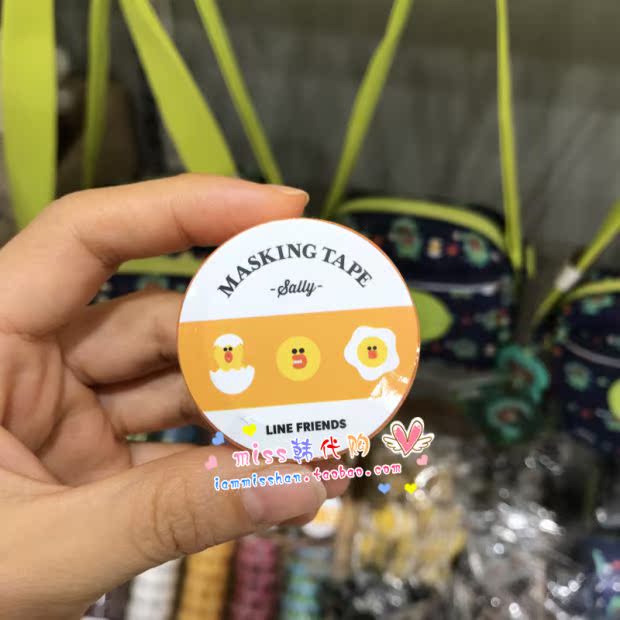 MASKING TAPE
-Sally-
LINE FRIENDS
miss韩代购
iammisshan.taobao.com